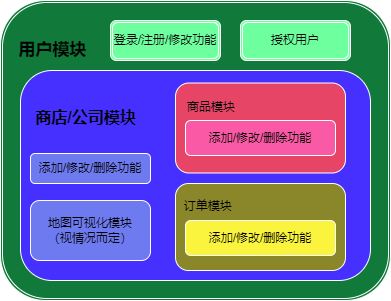 用户模块
登录/注册/修改功能
授权用户
商店/公司模块
添加/修改/删除功能
地图可视化模块
（视情况而定）
商品模块
添加/修改/删除功能
订单模块
添加/修改/删除功能